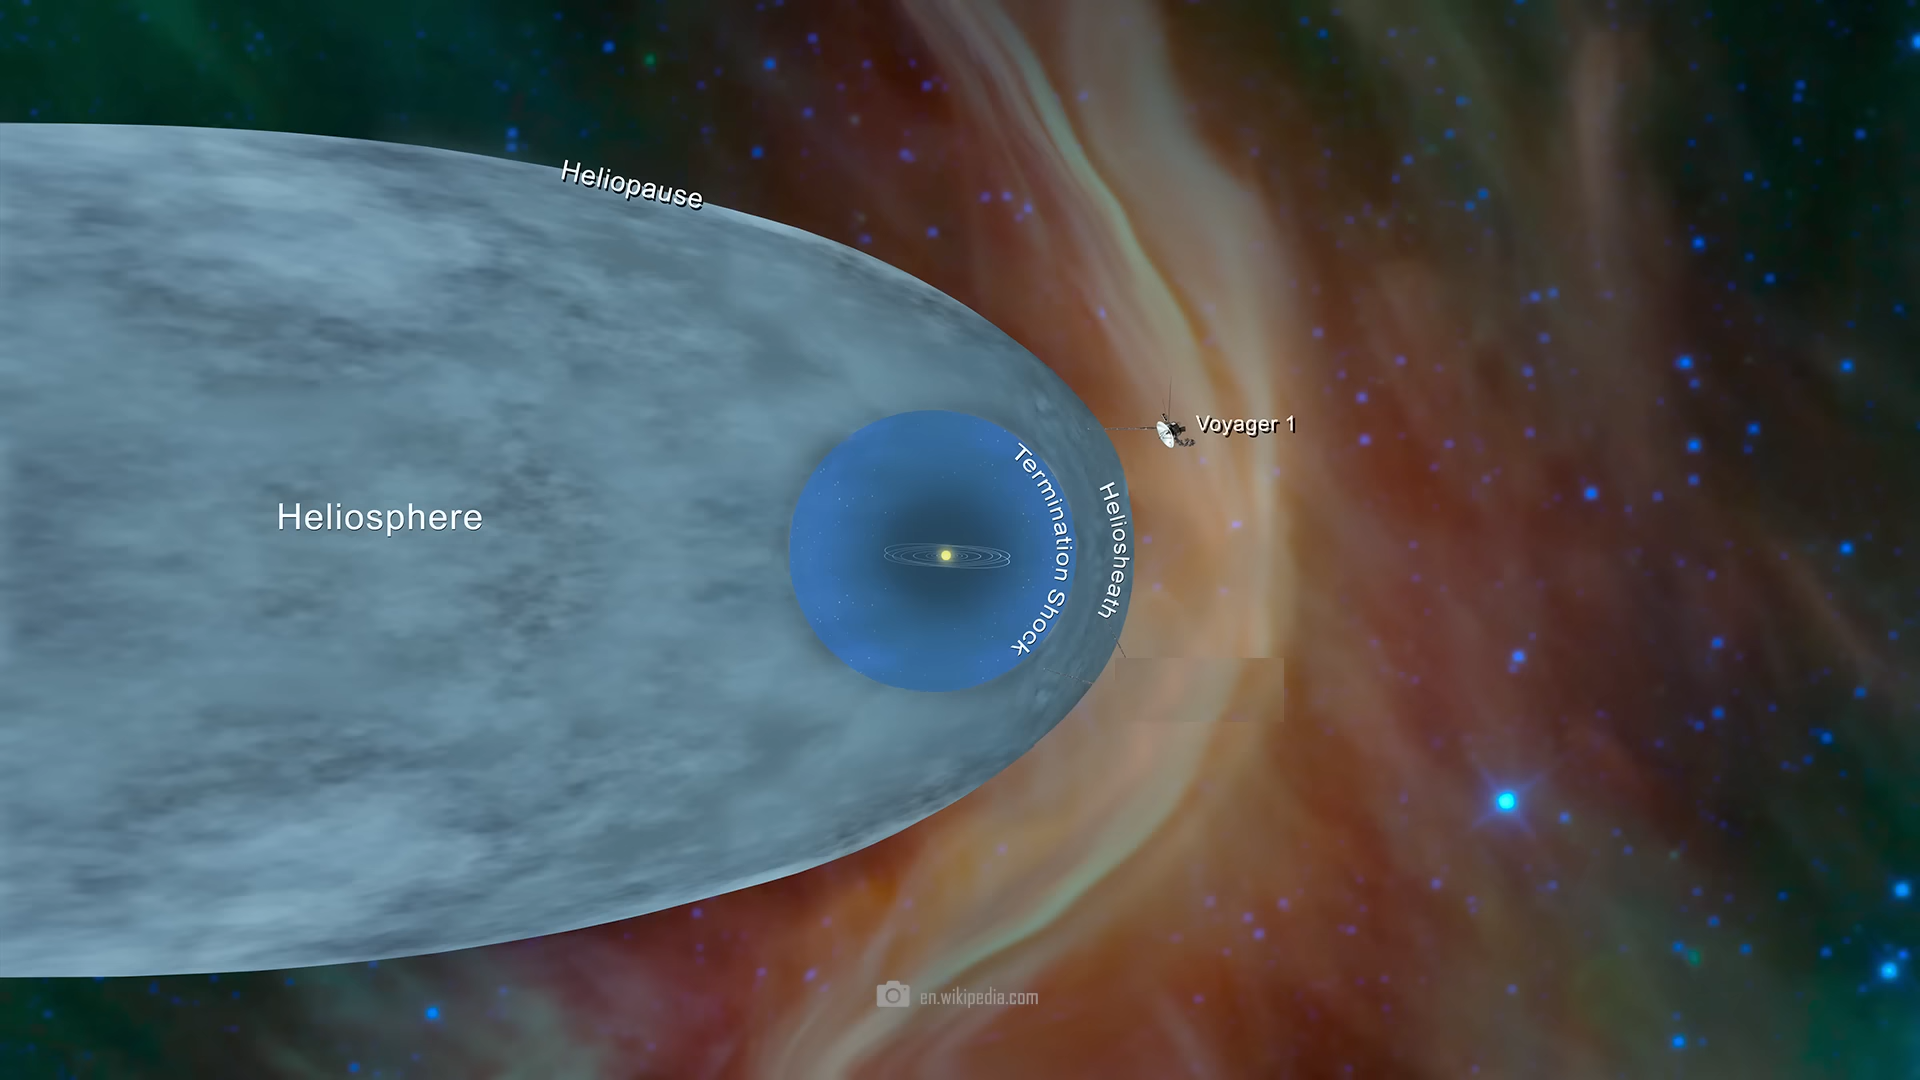 Heliopause
Voyager 1
Termination Shock
Heliosheath
Heliosphere
en.wikipedia.com